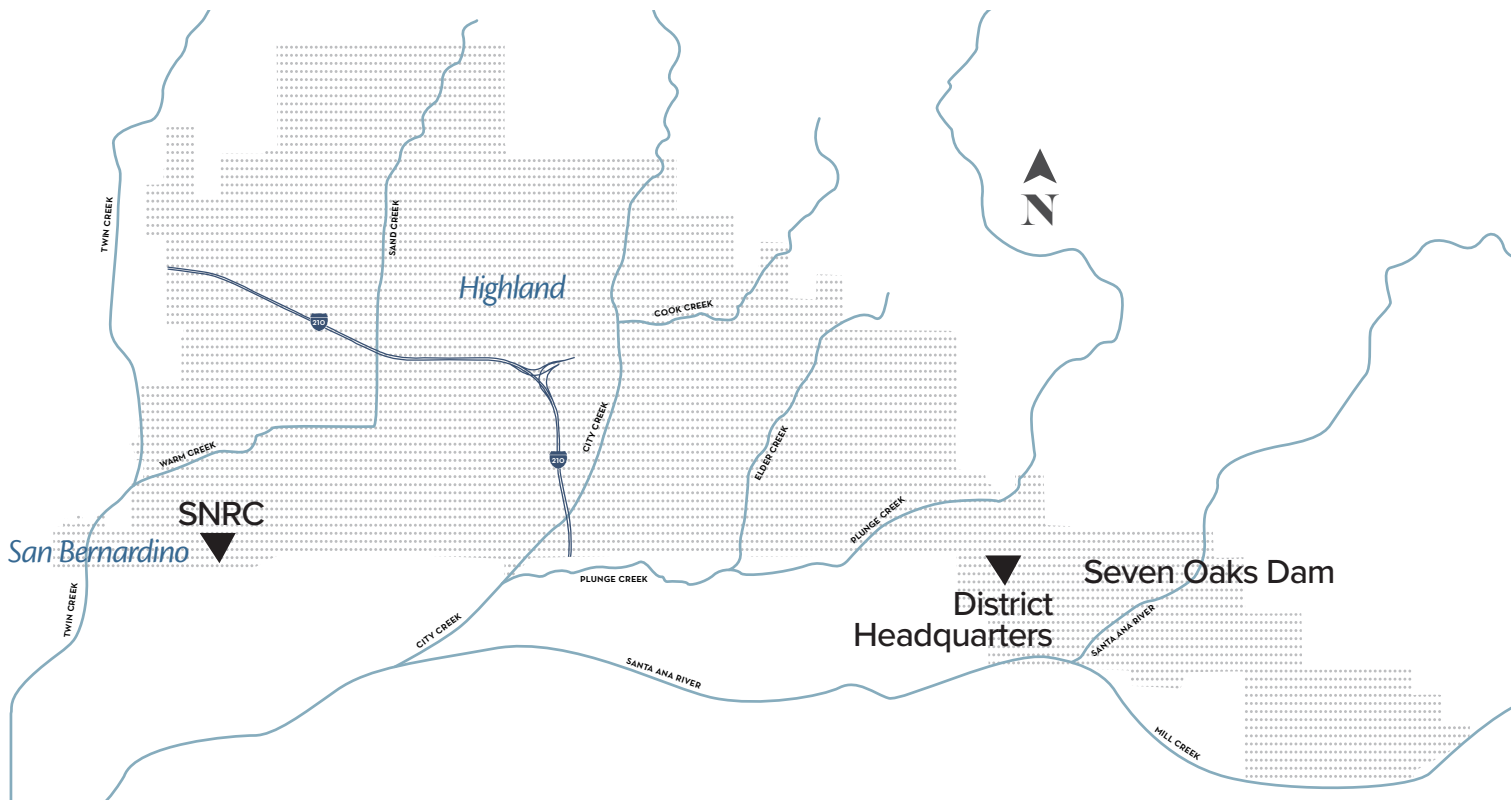 N
TWIN CREEK
SAND CREEK
Highland
COOK CREEK
210
CITY CREEK
ELDER CREEK
WARM CREEK
210
SNRC
PLUNGE CREEK
San Bernardino
PLUNGE CREEK
Seven Oaks Dam
District
Headquarters
TWIN CREEK
CITY CREEK
SANTA ANA RIVER
SANTA ANA RIVER
MILL CREEK